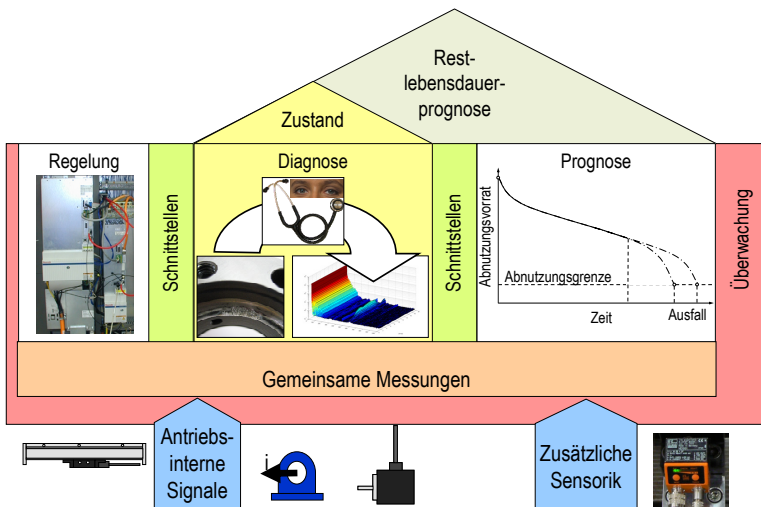 Rest-
lebensdauer-
prognose
Zustand
Regelung
Schnittstellen
Diagnose
Schnittstellen
Prognose
Abnutzungsvorrat
Abnutzungsgrenze
Zeit
Ausfall
Überwachung
Gemeinsame Messungen
Antriebs-
interne
Signale
i
Zusätzliche
Sensorik